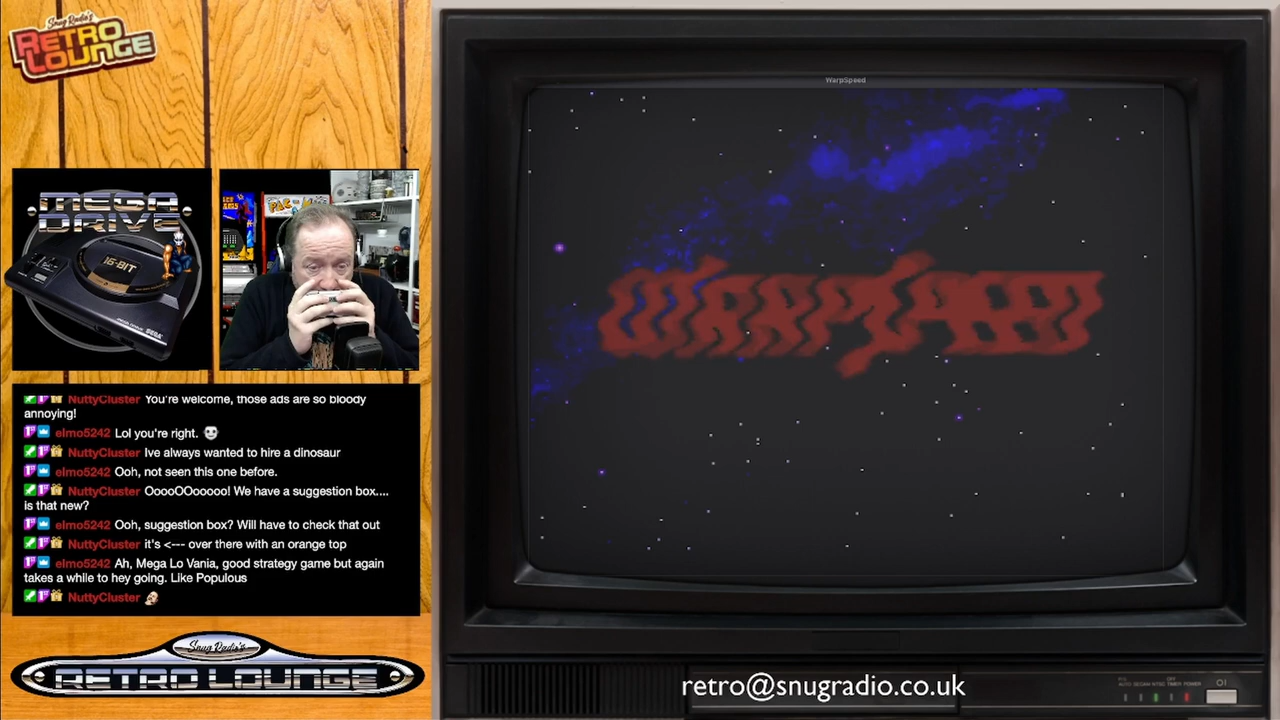 Snug Radio's
RETRO
LOUNGE
WarpSpeed
MEGA
DRIVE
16-BIT
SEGA
PAC-MAN
WARPSPEED
NuttyCluster You're welcome, those ads are so bloody
annoying!
elmo5242 Lol you're right.
NuttyCluster Ive always wanted to hire a dinosaur
elmo5242 Ooh, not seen this one before.
NuttyCluster OoooOOooooo! We have a suggestion box....
is that new?
elmo5242 Ooh, suggestion box? Will have to check that out
NuttyCluster it's <--- over there with an orange top
elmo5242 Ah, Mega Lo Vania, good strategy game but again
takes a while to hey going. Like Populous
NuttyCluster
Snug Radio's
RETRO LOUNGE
retro@snugradio.co.uk